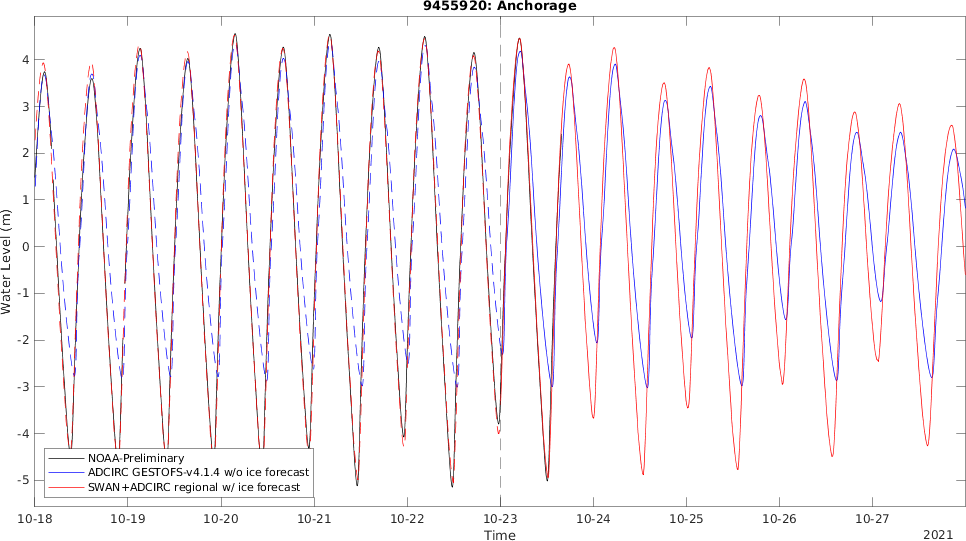 9455920: Anchorage
Water Level (m)
4
3
2
1
0
-1
-2
-3
-4
-5
NOAA-Preliminary
ADCIRC GESTOFS-v4.1.4 w/o ice forecast
SWAN+ADCIRC regional w/ ice forecast
10-18 10-19 10-20 10-21 10-22 10-23 10-24 10-25 10-26 10-27
Time
2021